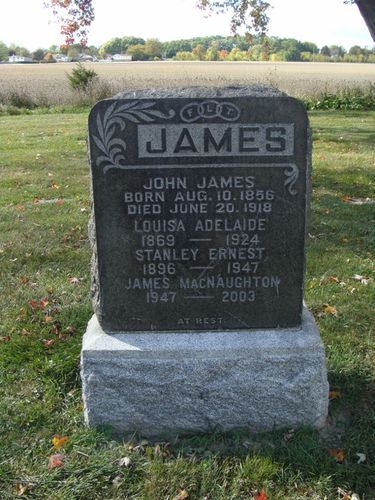 F L T
JAMES
JOHN JAMES
BORN AUG. 10. 1856
DIED JUNE 20. 1918
LOUISA ADELAIDE
1869 — 1924
STANLEY ERNEST
1896 — 1947
JAMES MACNAUGHTON
1947 — 2003
AT REST